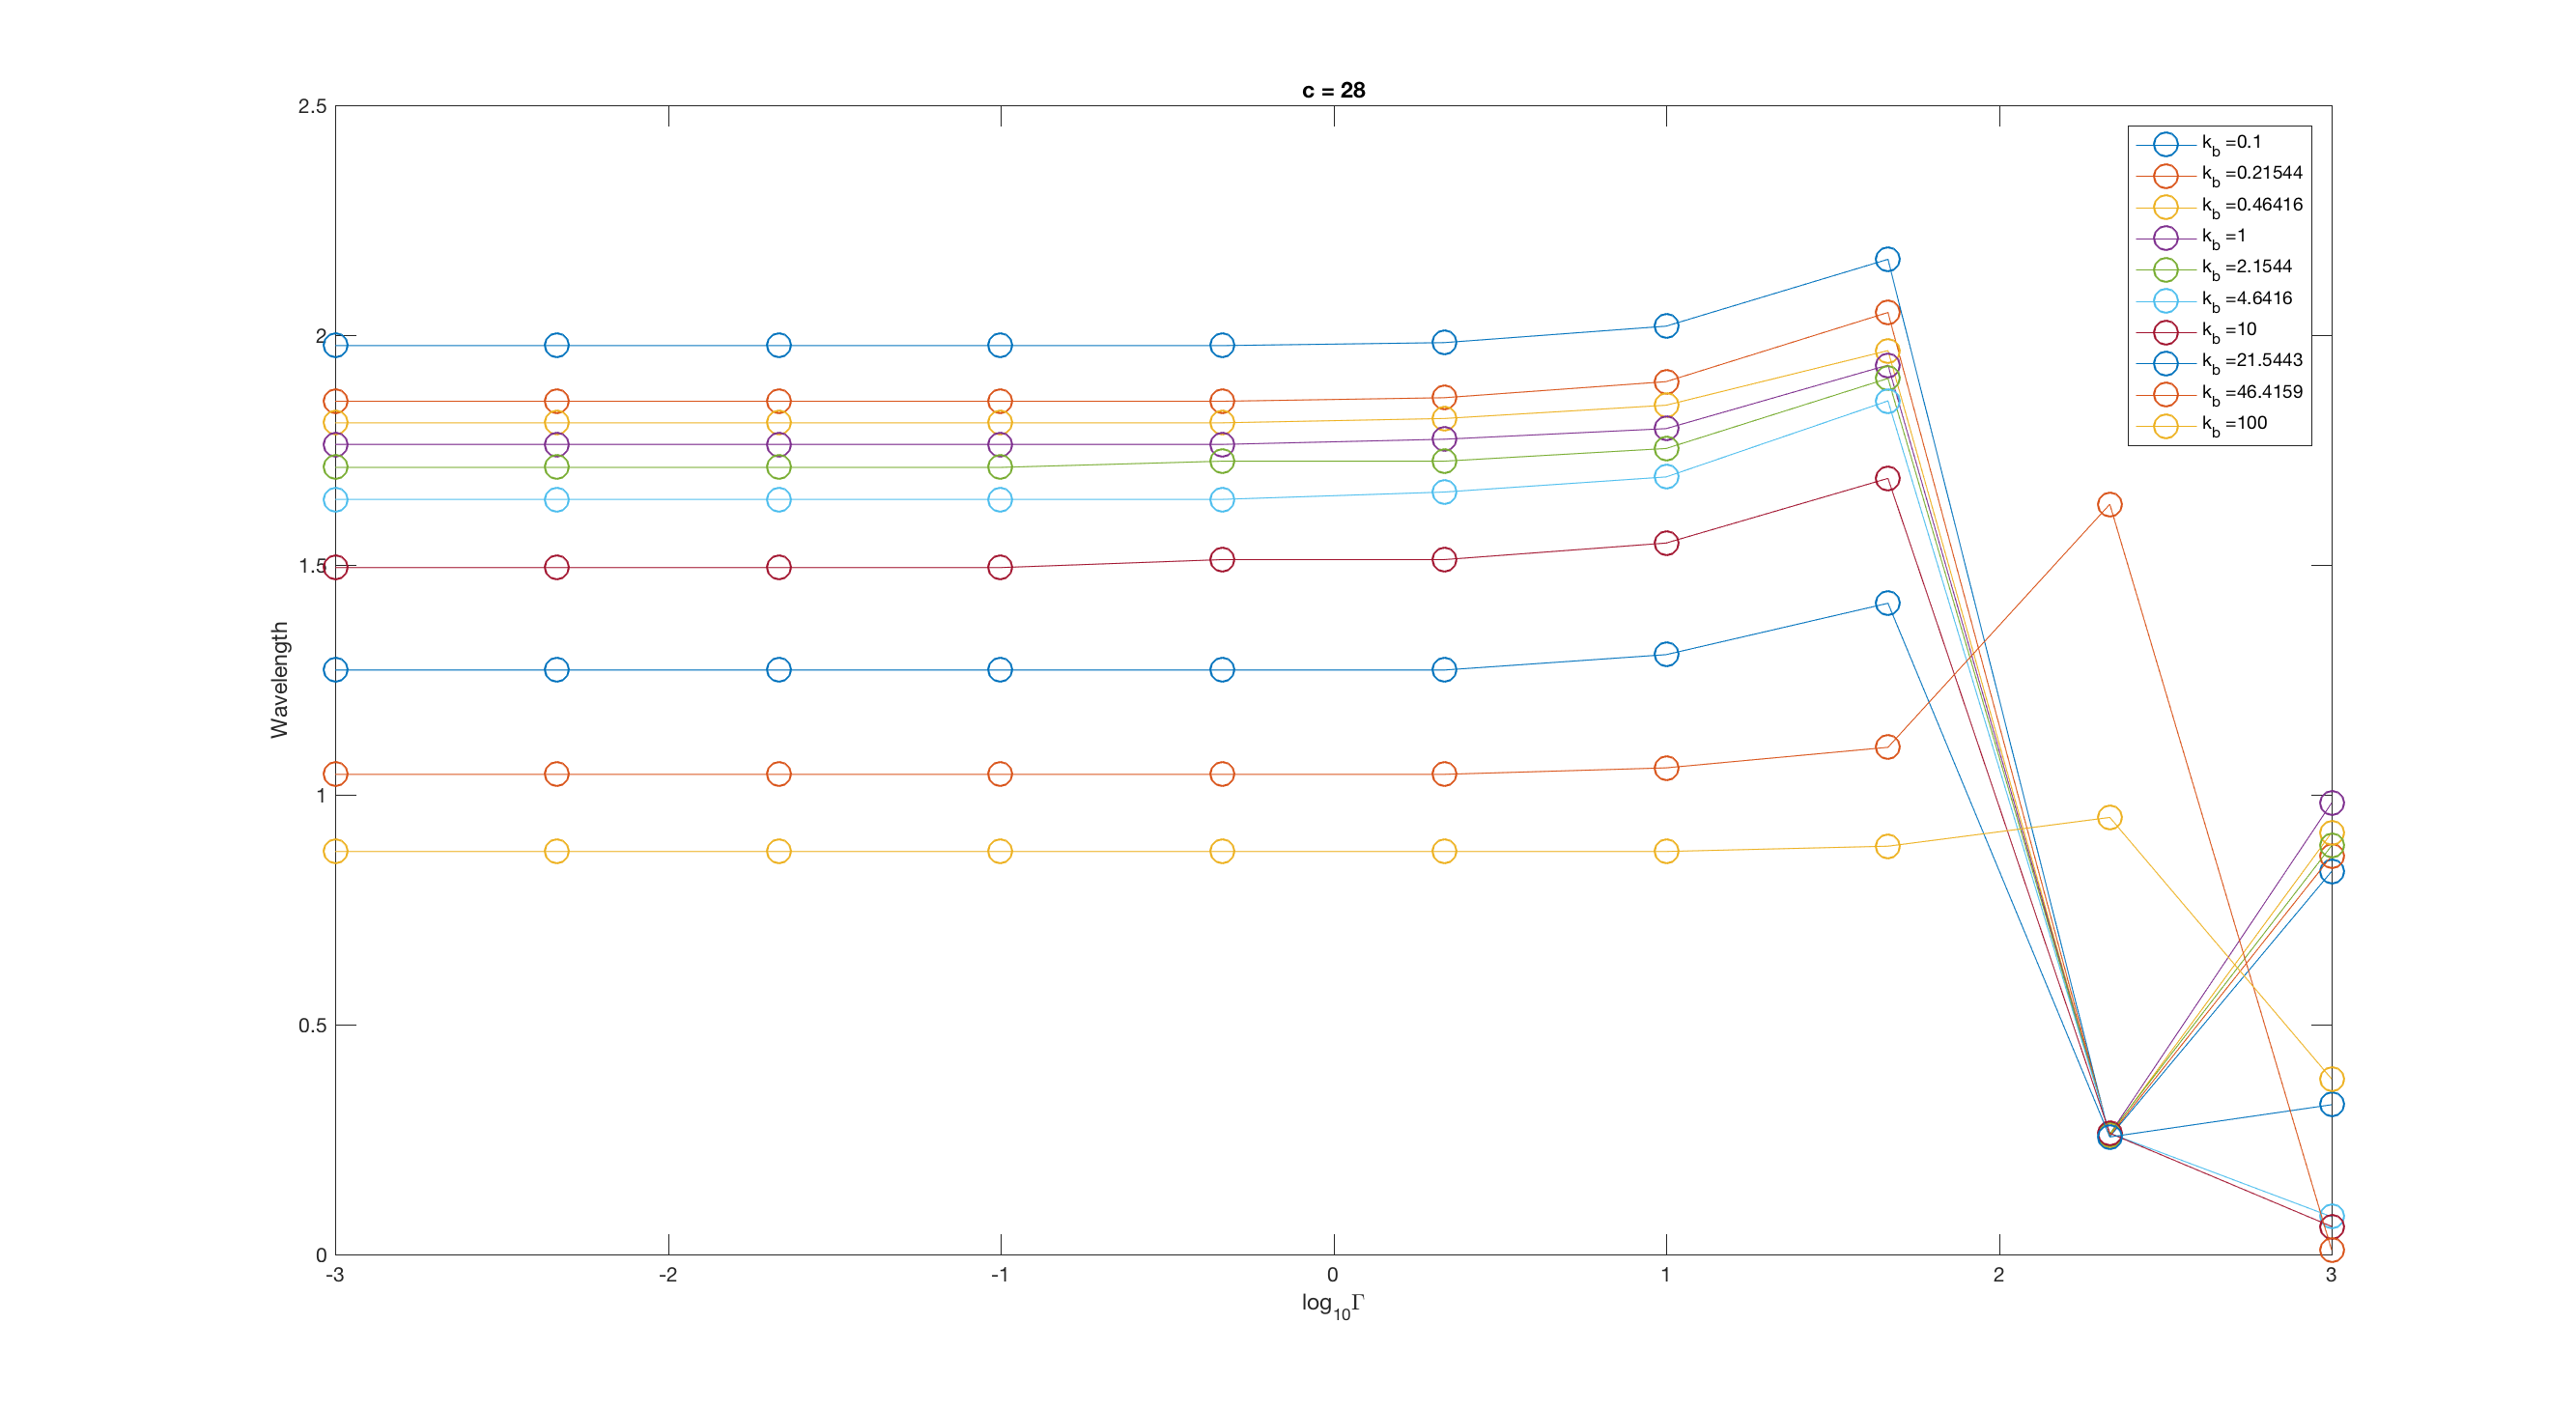 c = 28
2.5
2
1.5
1
0.5
0
Wavelength
-3
-2
-1
0
1
2
3
log10Γ
kb =0.1
kb =0.21544
kb =0.46416
kb =1
kb =2.1544
kb =4.6416
kb =10
kb =21.5443
kb =46.4159
kb =100